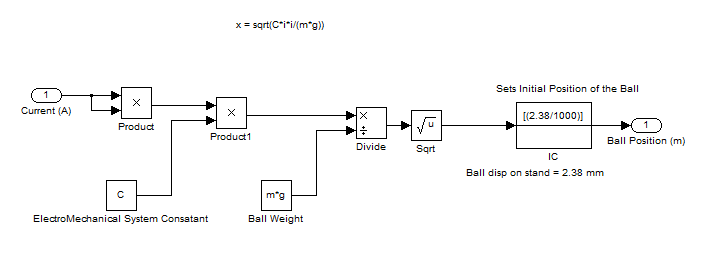 x = sqrt(C*i*i/(m*g))
Sets Initial Position of the Ball
1
Current (A)
×
Product
×
Product1
×
÷
Divide
√u
Sqrt
[(2.38/1000)]
IC
1
Ball Position (m)
Ball disp on stand = 2.38 mm
C
ElectroMechanical System Consatant
m*g
Ball Weight